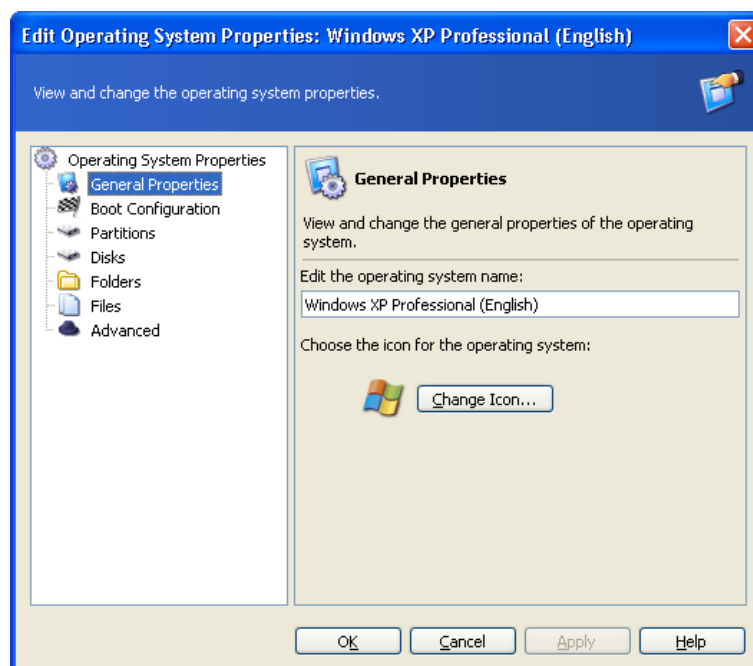 Edit Operating System Properties: Windows XP Professional (English)
View and change the operating system properties.
Operating System Properties
General Properties
Boot Configuration
Partitions
Disks
Folders
Files
Advanced
General Properties
View and change the general properties of the operating
system.
Edit the operating system name:
Windows XP Professional (English)
Choose the icon for the operating system:
Change Icon...
OK
Cancel
Apply
Help